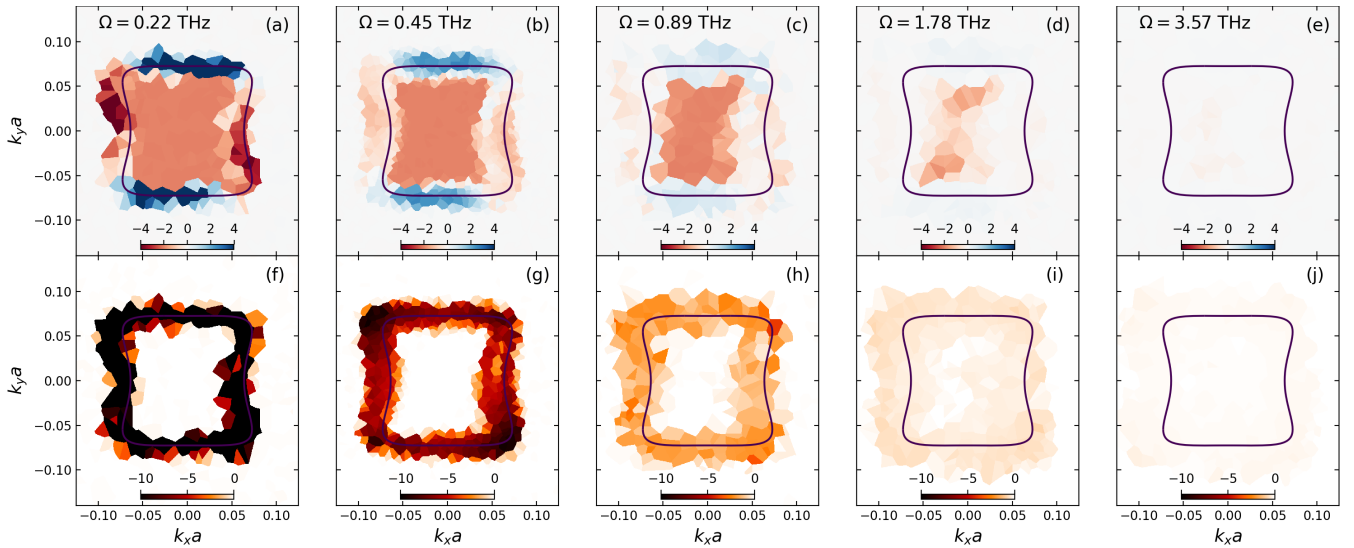 Ω = 0.22 THz (a)
Ω = 0.45 THz (b)
Ω = 0.89 THz (c)
Ω = 1.78 THz (d)
Ω = 3.57 THz (e)
0.10
0.05
0.00
−0.05
−0.10
k_y a
−4 −2 0 2 4
−4 −2 0 2 4
−4 −2 0 2 4
−4 −2 0 2 4
−4 −2 0 2 4
(f)
(g)
(h)
(i)
(j)
0.10
0.05
0.00
−0.05
−0.10
k_y a
−10 −5 0
−10 −5 0
−10 −5 0
−10 −5 0
−10 −5 0
−0.10 −0.05 0.00 0.05 0.10
−0.10 −0.05 0.00 0.05 0.10
−0.10 −0.05 0.00 0.05 0.10
−0.10 −0.05 0.00 0.05 0.10
−0.10 −0.05 0.00 0.05 0.10
k_x a
k_x a
k_x a
k_x a
k_x a